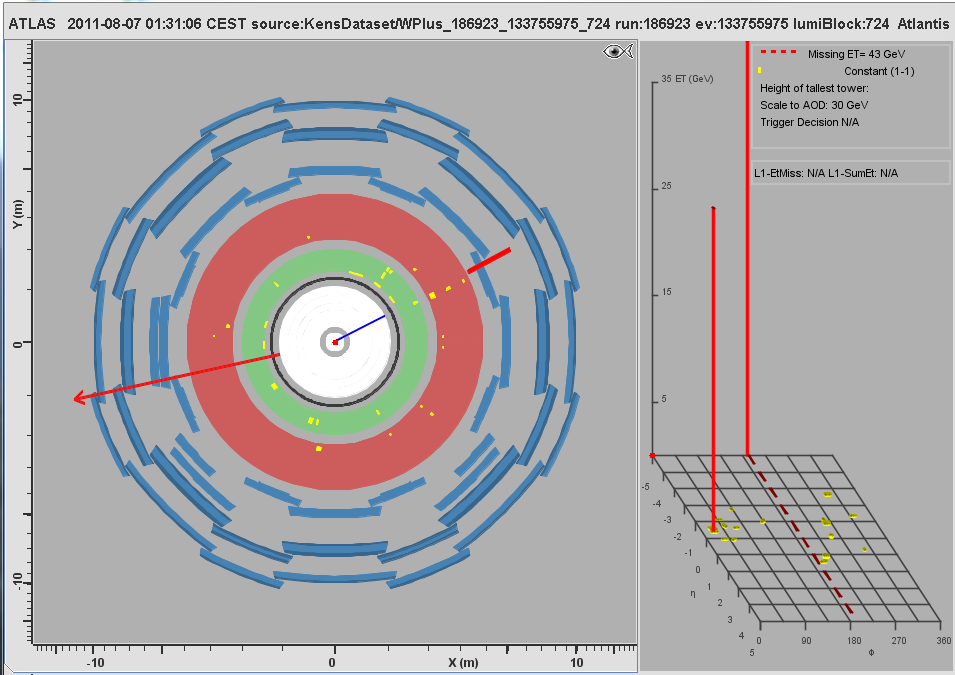 ATLAS 2011-08-07 01:31:06 CEST source:KensDataset/WPlus_186923_133755975_724 run:186923 ev:133755975 lumiBlock:724 Atlantis
Missing ET= 43 GeV
Constant (1-1)
Height of tallest tower:
Scale to AOD: 30 GeV
Trigger Decision N/A
L1-EtMiss: N/A L1-SumEt: N/A
10
Y (m)
0
-10
-10
0
X (m)
10
35 ET (GeV)
25
15
5
-5
-4
-3
-2
-1
0
η
1
2
3
4
5
0
90
180
270
360
Φ